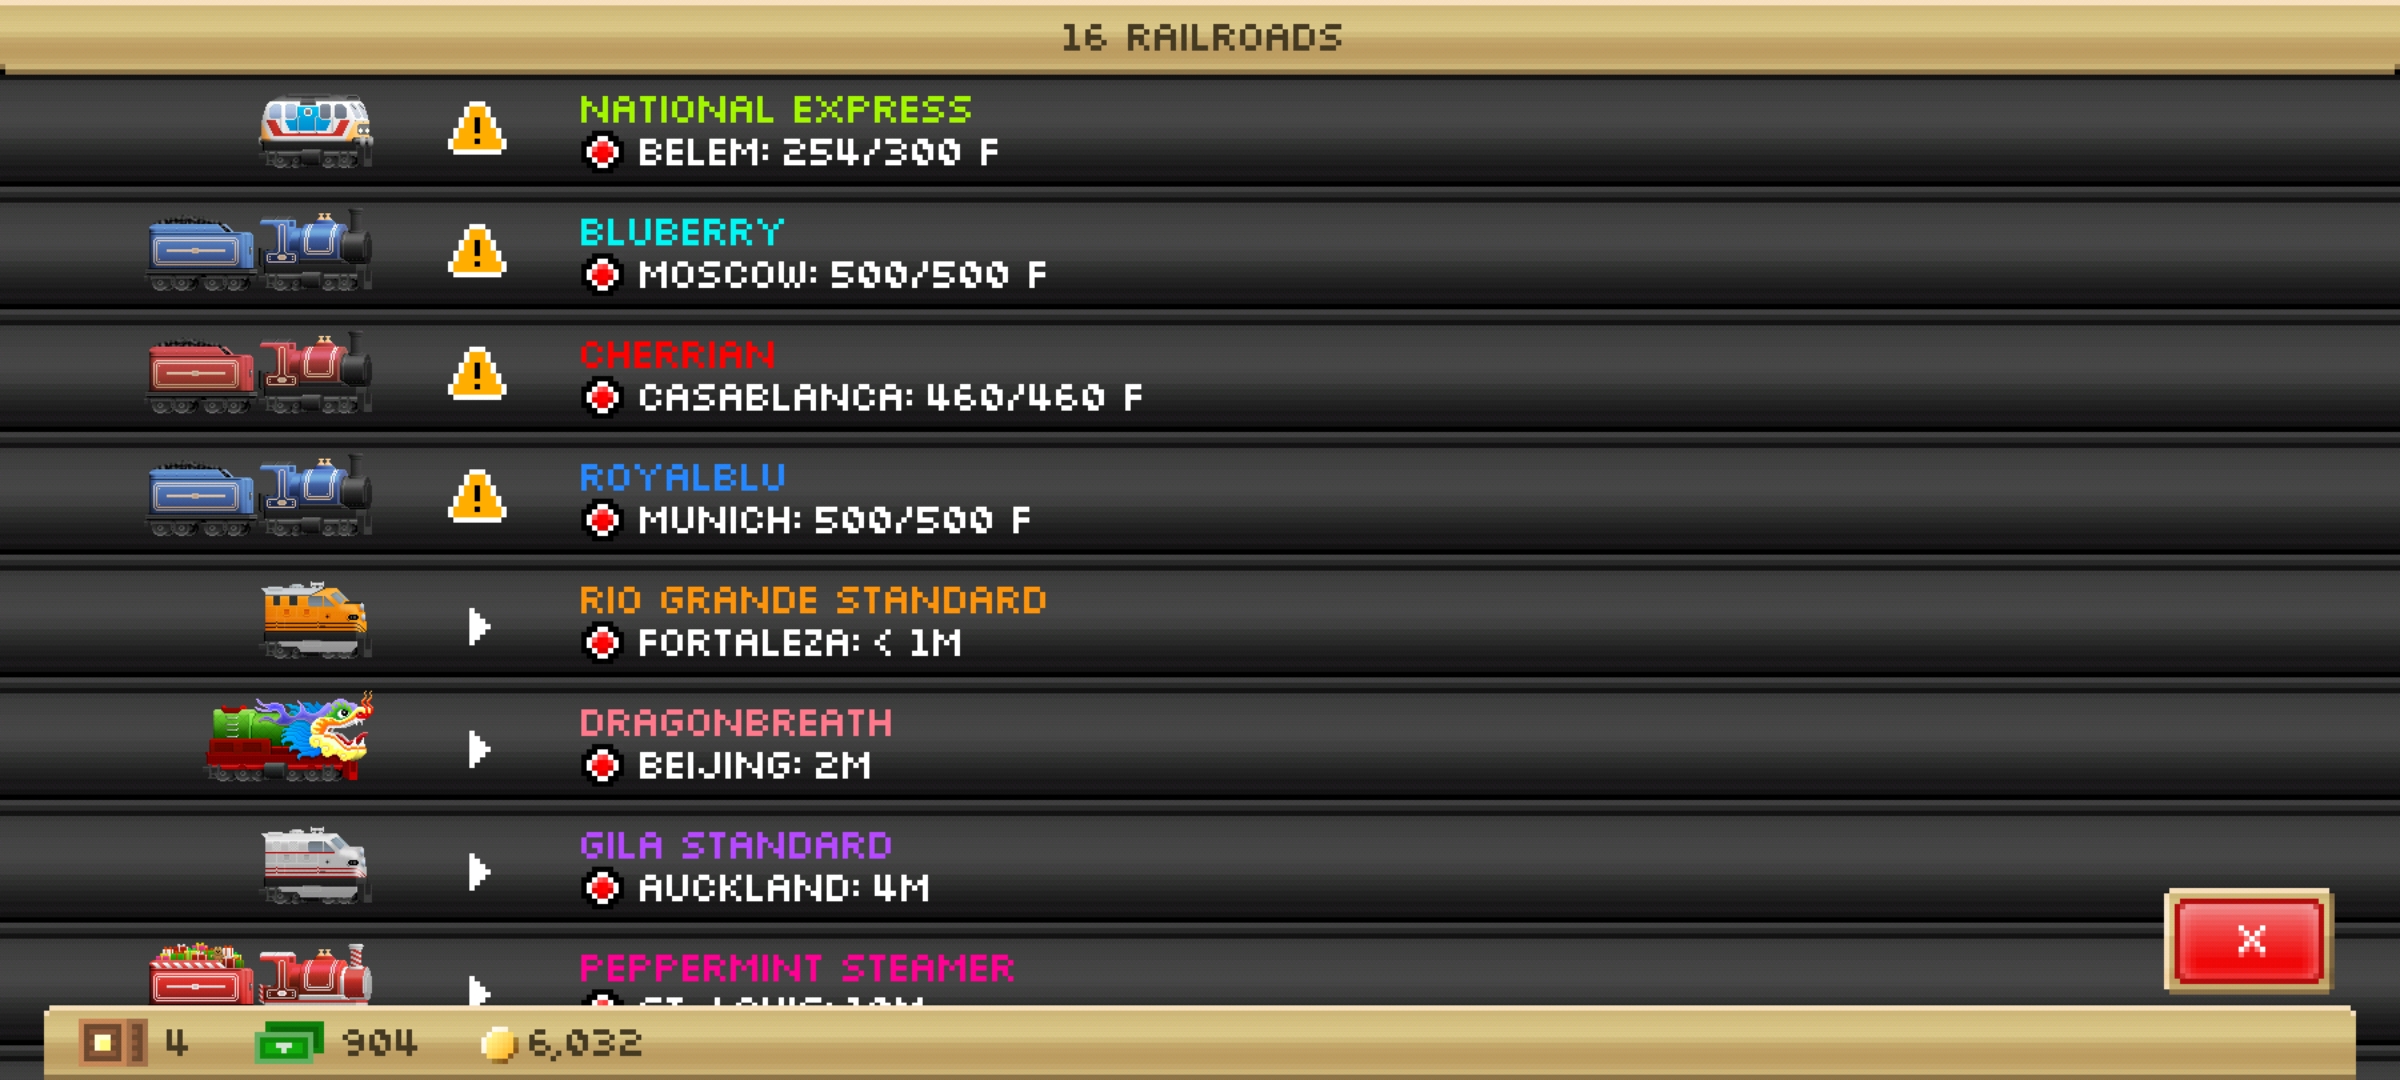 16 RAILROADS
NATIONAL EXPRESS
BELEM: 254/300 F
BLUBERRY
MOSCOW: 500/500 F
CHERRIAN
CASABLANCA: 460/460 F
ROYALBLU
MUNICH: 500/500 F
RIO GRANDE STANDARD
FORTALEZA: < 1M
DRAGONBREATH
BEIJING: 2M
GILA STANDARD
AUCKLAND: 4M
X
PEPPERMINT STEAMER
4 904 6,032